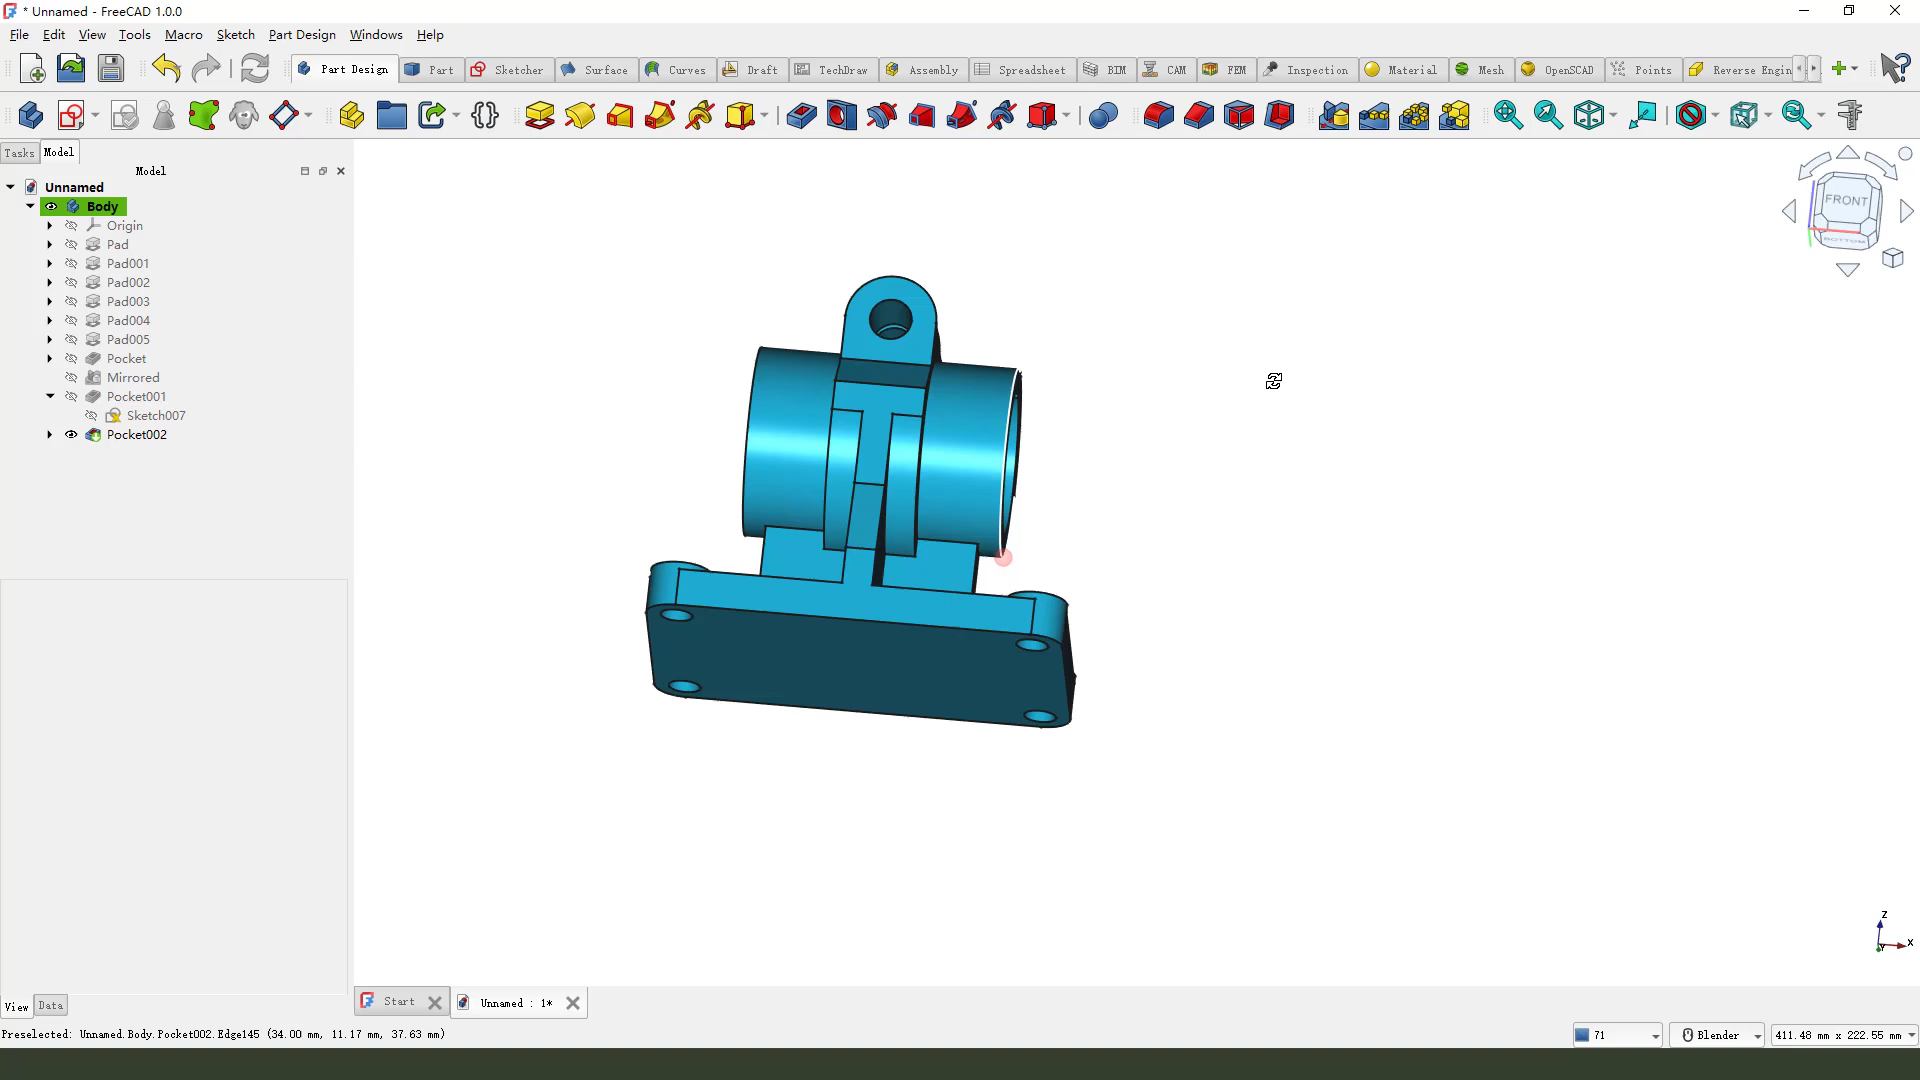 * Unnamed - FreeCAD 1.0.0
File Edit View Tools Macro Sketch Part Design Windows Help
Part Design Part Sketcher Surface Curves Draft TechDraw Assembly Spreadsheet BIM CAM FEM Inspection Material Mesh OpenSCAD Points Reverse Engin
Tasks Model
Model
Unnamed
Body
Origin
Pad
Pad001
Pad002
Pad003
Pad004
Pad005
Pocket
Mirrored
Pocket001
Sketch007
Pocket002
FRONT
BOTTOM
Z
X
Y
View Data
Start
Unnamed : 1*
Preselected: Unnamed.Body.Pocket002.Edge145 (34.00 mm, 11.17 mm, 37.63 mm)
71
Blender
411.48 mm x 222.55 mm